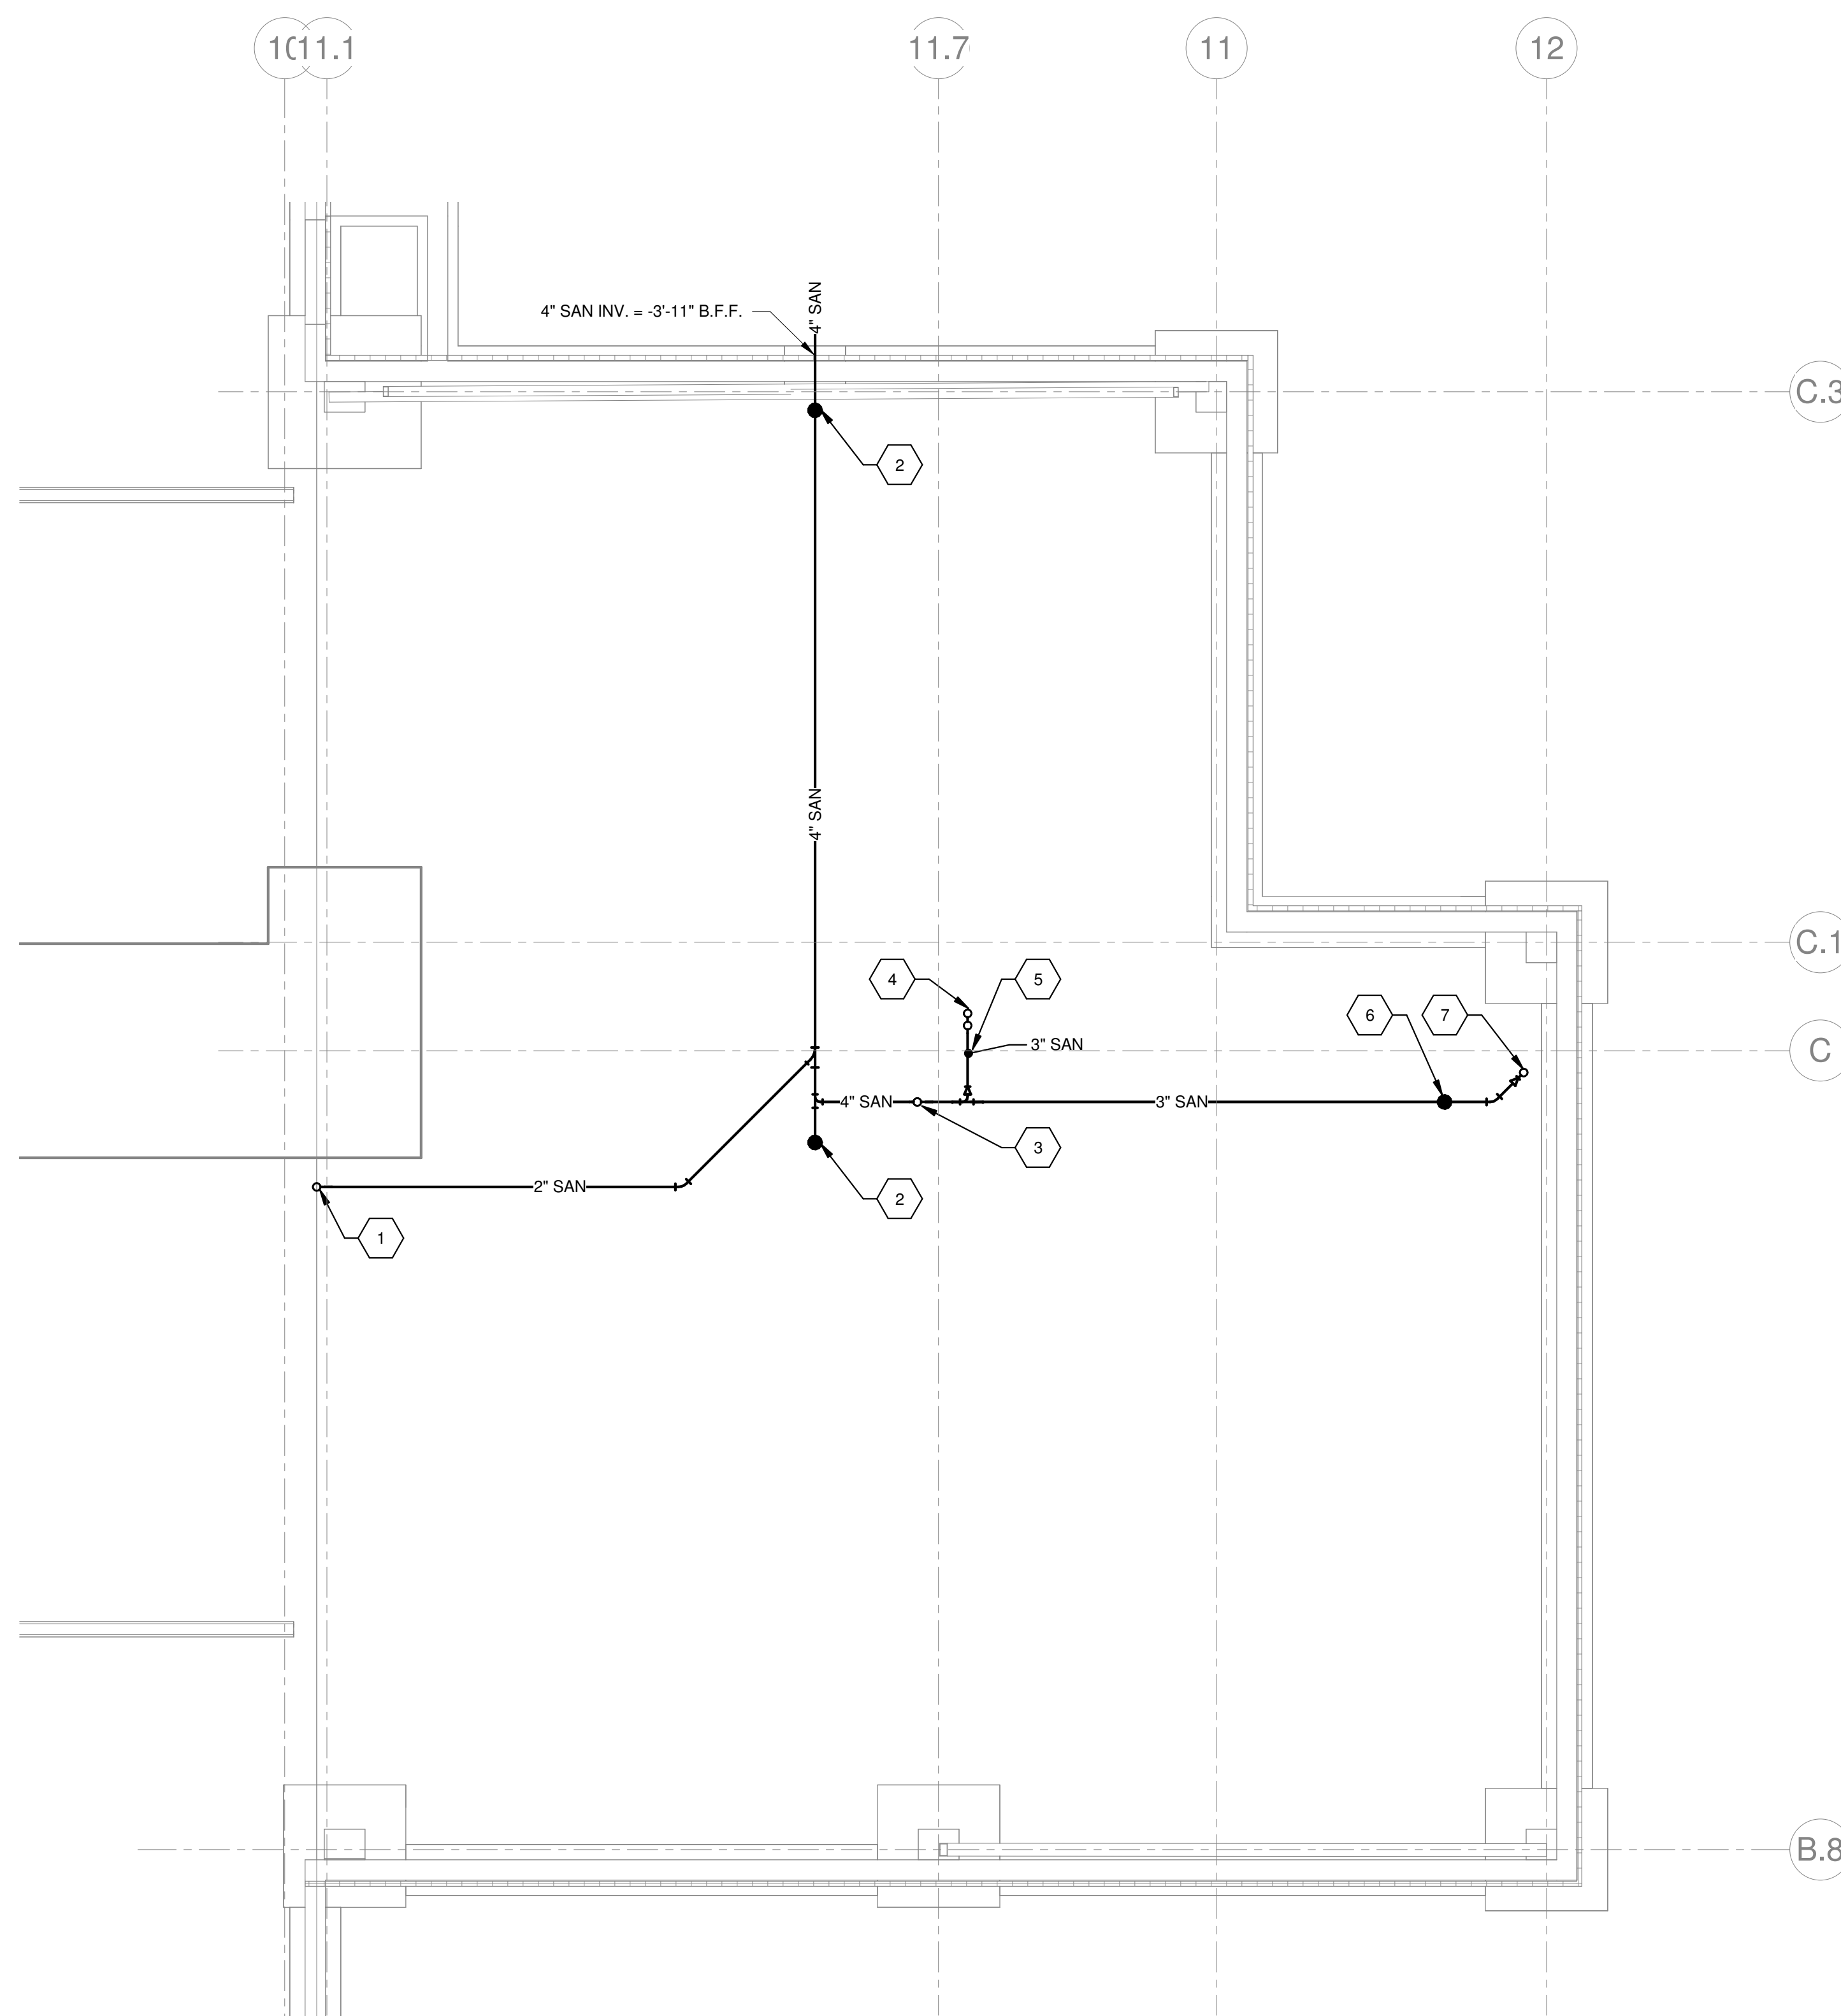 11.1
11.7
11
12
4" SAN
4" SAN INV. = -3'-11" B.F.F.
C.3
2
4" SAN
C.1
4
5
6
7
3" SAN
C
4" SAN
3" SAN
3
2" SAN
2
1
B.8